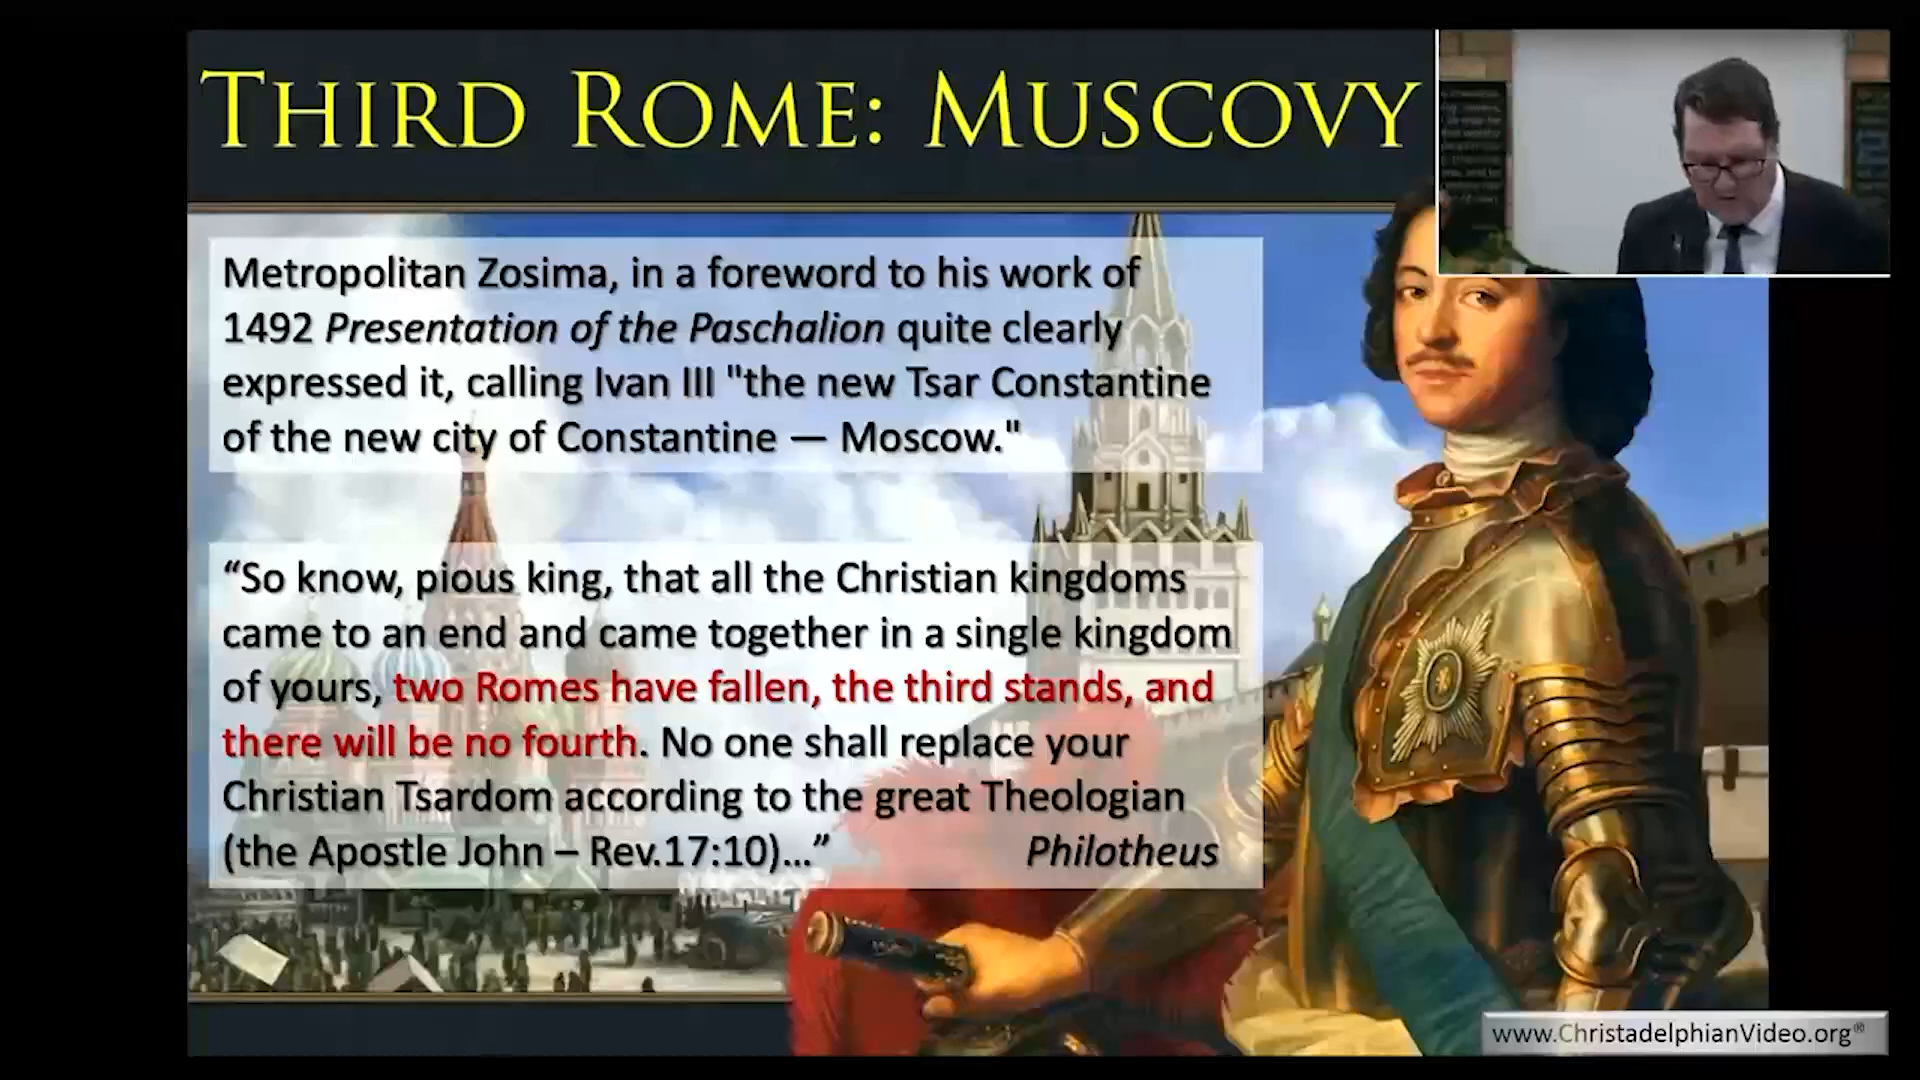 THIRD ROME: MUSCOVY
Metropolitan Zosima, in a foreword to his work of
1492 Presentation of the Paschalion quite clearly
expressed it, calling Ivan III "the new Tsar Constantine
of the new city of Constantine — Moscow."
“So know, pious king, that all the Christian kingdoms
came to an end and came together in a single kingdom
of yours, two Romes have fallen, the third stands, and
there will be no fourth. No one shall replace your
Christian Tsardom according to the great Theologian
(the Apostle John – Rev.17:10)…” Philotheus
www.ChristadelphianVideo.org®